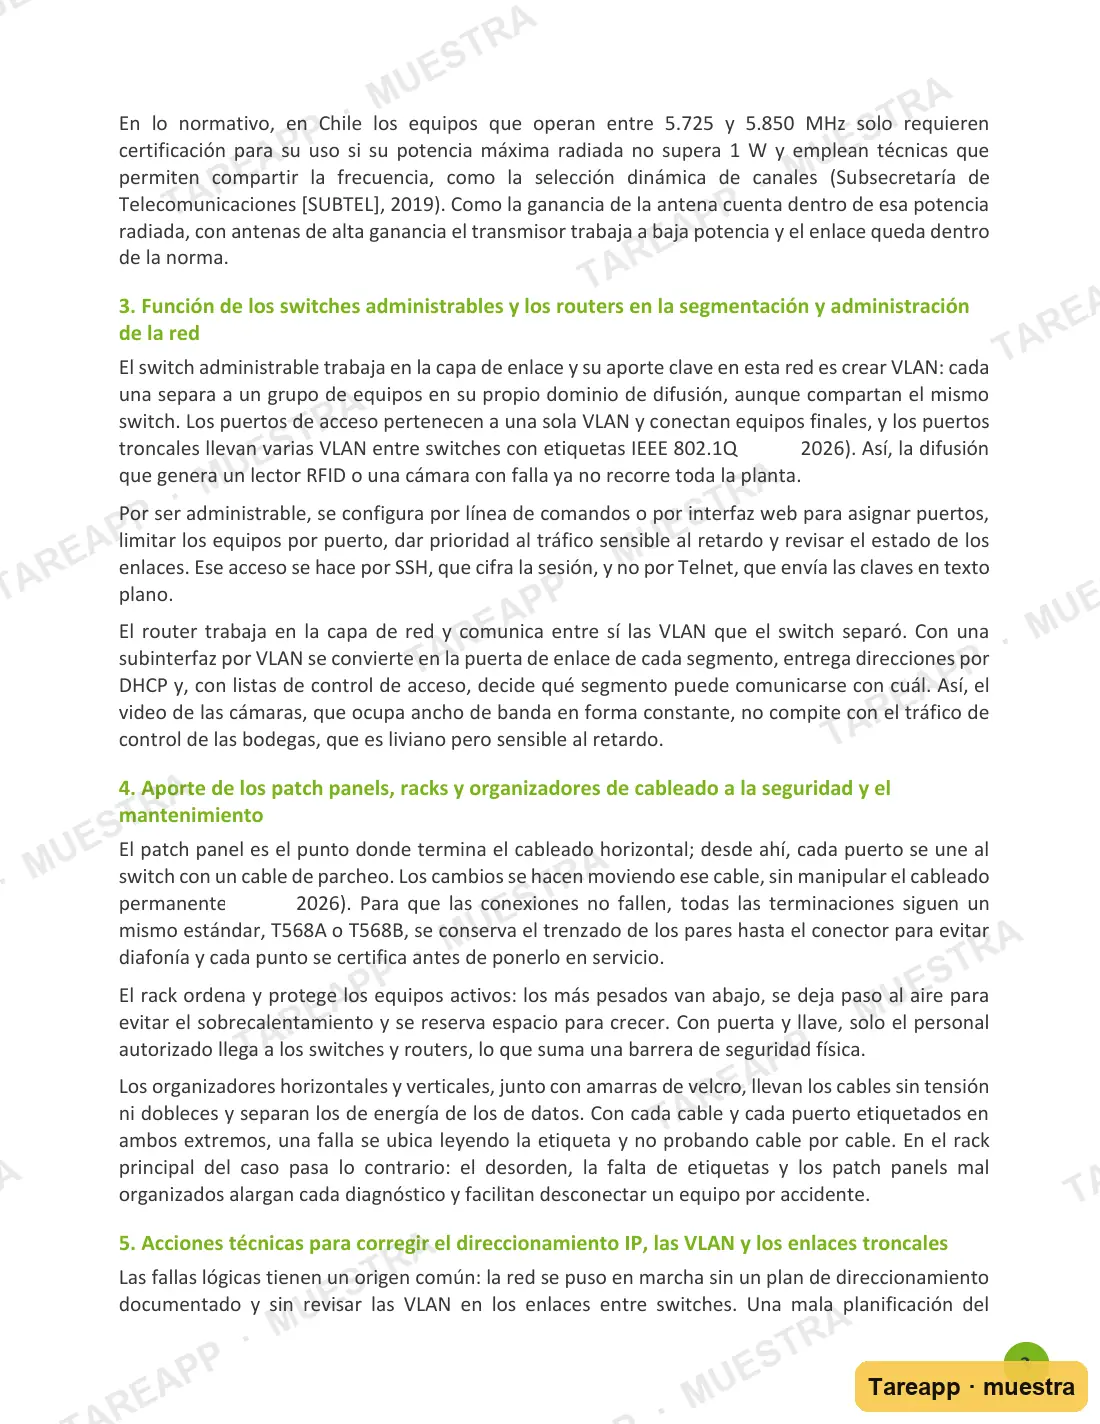 En lo normativo, en Chile los equipos que operan entre 5.725 y 5.850 MHz solo requieren
certificación para su uso si su potencia máxima radiada no supera 1 W y emplean técnicas que
permiten compartir la frecuencia, como la selección dinámica de canales (Subsecretaría de
Telecomunicaciones [SUBTEL], 2019). Como la ganancia de la antena cuenta dentro de esa potencia
radiada, con antenas de alta ganancia el transmisor trabaja a baja potencia y el enlace queda dentro
de la norma.
3. Función de los switches administrables y los routers en la segmentación y administración
de la red
El switch administrable trabaja en la capa de enlace y su aporte clave en esta red es crear VLAN: cada
una separa a un grupo de equipos en su propio dominio de difusión, aunque compartan el mismo
switch. Los puertos de acceso pertenecen a una sola VLAN y conectan equipos finales, y los puertos
troncales llevan varias VLAN entre switches con etiquetas IEEE 802.1Q 2026). Así, la difusión
que genera un lector RFID o una cámara con falla ya no recorre toda la planta.
Por ser administrable, se configura por línea de comandos o por interfaz web para asignar puertos,
limitar los equipos por puerto, dar prioridad al tráfico sensible al retardo y revisar el estado de los
enlaces. Ese acceso se hace por SSH, que cifra la sesión, y no por Telnet, que envía las claves en texto
plano.
El router trabaja en la capa de red y comunica entre sí las VLAN que el switch separó. Con una
subinterfaz por VLAN se convierte en la puerta de enlace de cada segmento, entrega direcciones por
DHCP y, con listas de control de acceso, decide qué segmento puede comunicarse con cuál. Así, el
video de las cámaras, que ocupa ancho de banda en forma constante, no compite con el tráfico de
control de las bodegas, que es liviano pero sensible al retardo.
4. Aporte de los patch panels, racks y organizadores de cableado a la seguridad y el
mantenimiento
El patch panel es el punto donde termina el cableado horizontal; desde ahí, cada puerto se une al
switch con un cable de parcheo. Los cambios se hacen moviendo ese cable, sin manipular el cableado
permanente 2026). Para que las conexiones no fallen, todas las terminaciones siguen un
mismo estándar, T568A o T568B, se conserva el trenzado de los pares hasta el conector para evitar
diafonía y cada punto se certifica antes de ponerlo en servicio.
El rack ordena y protege los equipos activos: los más pesados van abajo, se deja paso al aire para
evitar el sobrecalentamiento y se reserva espacio para crecer. Con puerta y llave, solo el personal
autorizado llega a los switches y routers, lo que suma una barrera de seguridad física.
Los organizadores horizontales y verticales, junto con amarras de velcro, llevan los cables sin tensión
ni dobleces y separan los de energía de los de datos. Con cada cable y cada puerto etiquetados en
ambos extremos, una falla se ubica leyendo la etiqueta y no probando cable por cable. En el rack
principal del caso pasa lo contrario: el desorden, la falta de etiquetas y los patch panels mal
organizados alargan cada diagnóstico y facilitan desconectar un equipo por accidente.
5. Acciones técnicas para corregir el direccionamiento IP, las VLAN y los enlaces troncales
Las fallas lógicas tienen un origen común: la red se puso en marcha sin un plan de direccionamiento
documentado y sin revisar las VLAN en los enlaces entre switches. Una mala planificación del
Tareapp · muestra
TAREAPP · MUESTRA